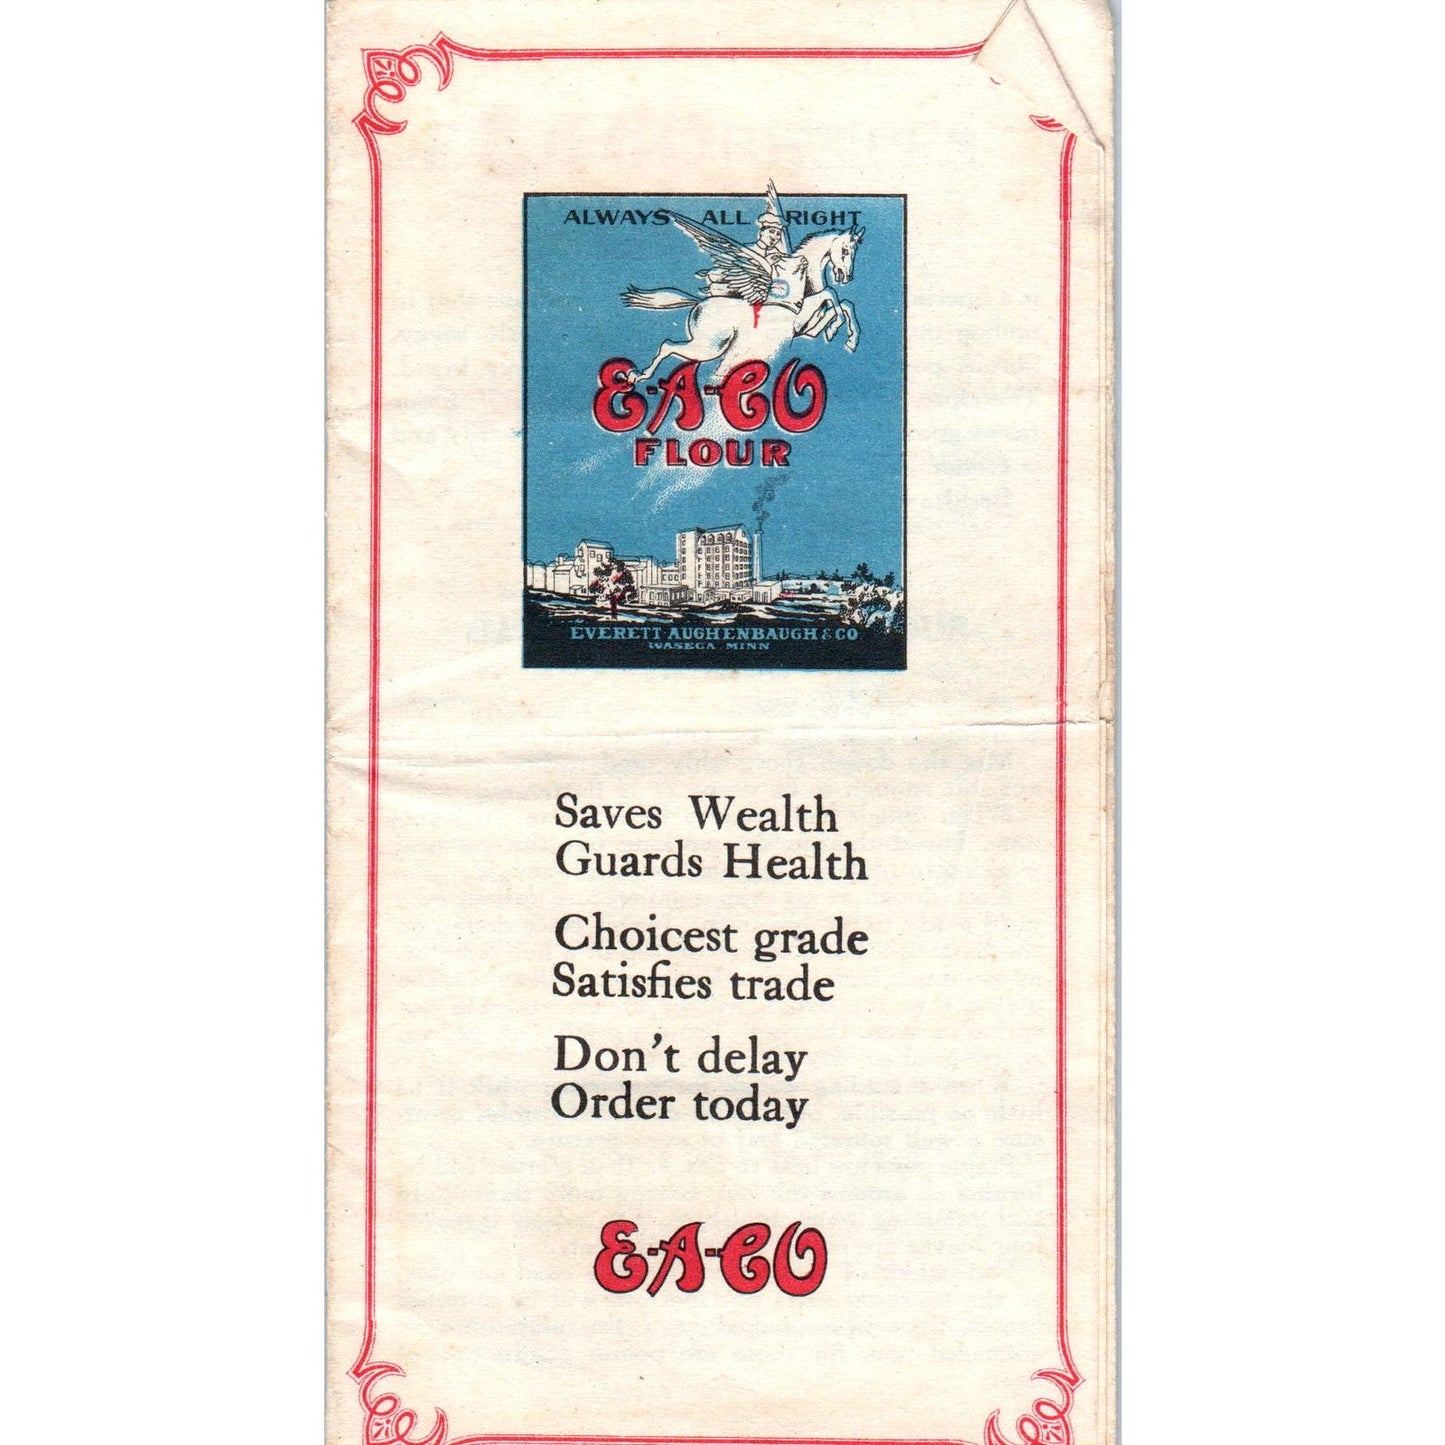 ALWAYS ALL RIGHT
E-A-CO
FLOUR
EVERETT AUGHENBAUGH & CO
WASECA MINN
Saves Wealth
Guards Health
Choicest grade
Satisfies trade
Don't delay
Order today
E-A-CO